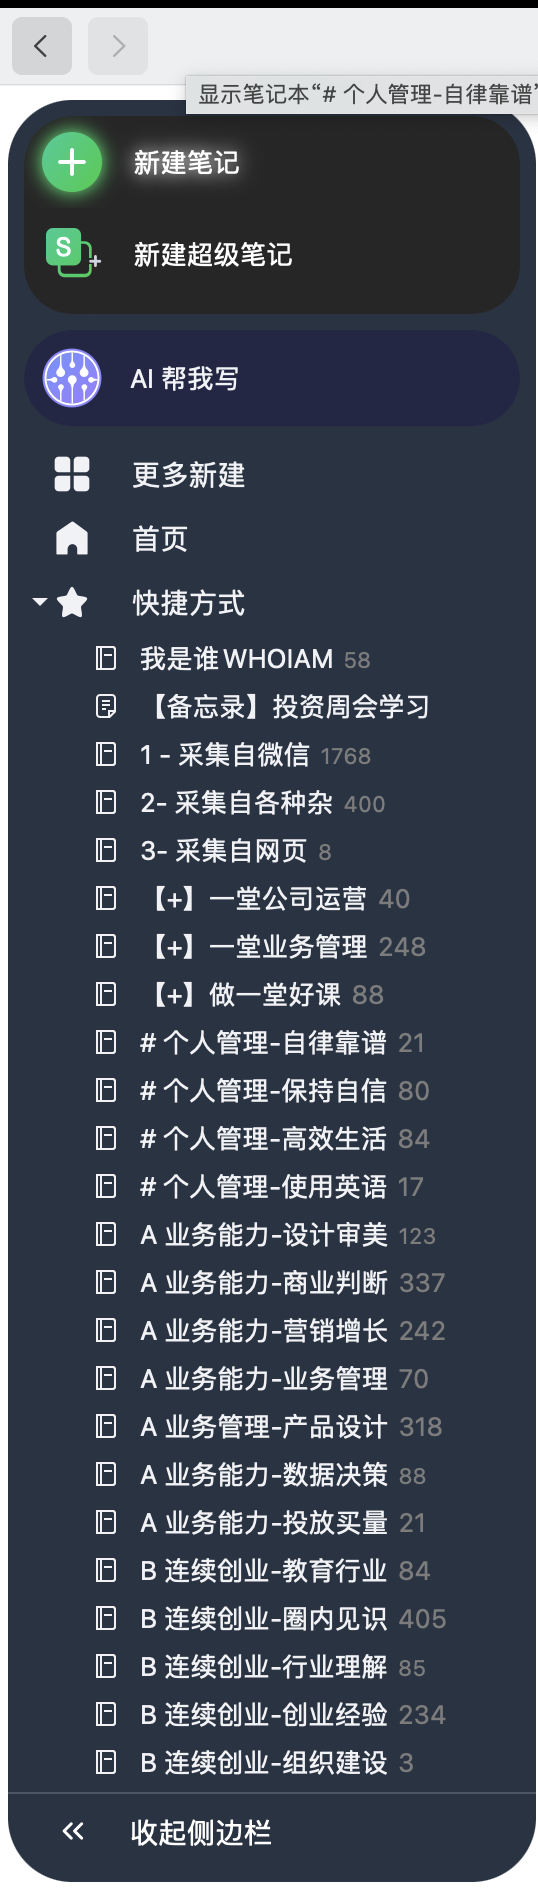 显示笔记本“# 个人管理-自律靠谱”
新建笔记
S
新建超级笔记
AI 帮我写
更多新建
首页
快捷方式
我是谁WHOIAM 58
【备忘录】投资周会学习
1 - 采集自微信 1768
2- 采集自各种杂 400
3- 采集自网页 8
【+】一堂公司运营 40
【+】一堂业务管理 248
【+】做一堂好课 88
# 个人管理-自律靠谱 21
# 个人管理-保持自信 80
# 个人管理-高效生活 84
# 个人管理-使用英语 17
A 业务能力-设计审美 123
A 业务能力-商业判断 337
A 业务能力-营销增长 242
A 业务能力-业务管理 70
A 业务管理-产品设计 318
A 业务能力-数据决策 88
A 业务能力-投放买量 21
B 连续创业-教育行业 84
B 连续创业-圈内见识 405
B 连续创业-行业理解 85
B 连续创业-创业经验 234
B 连续创业-组织建设 3
收起侧边栏